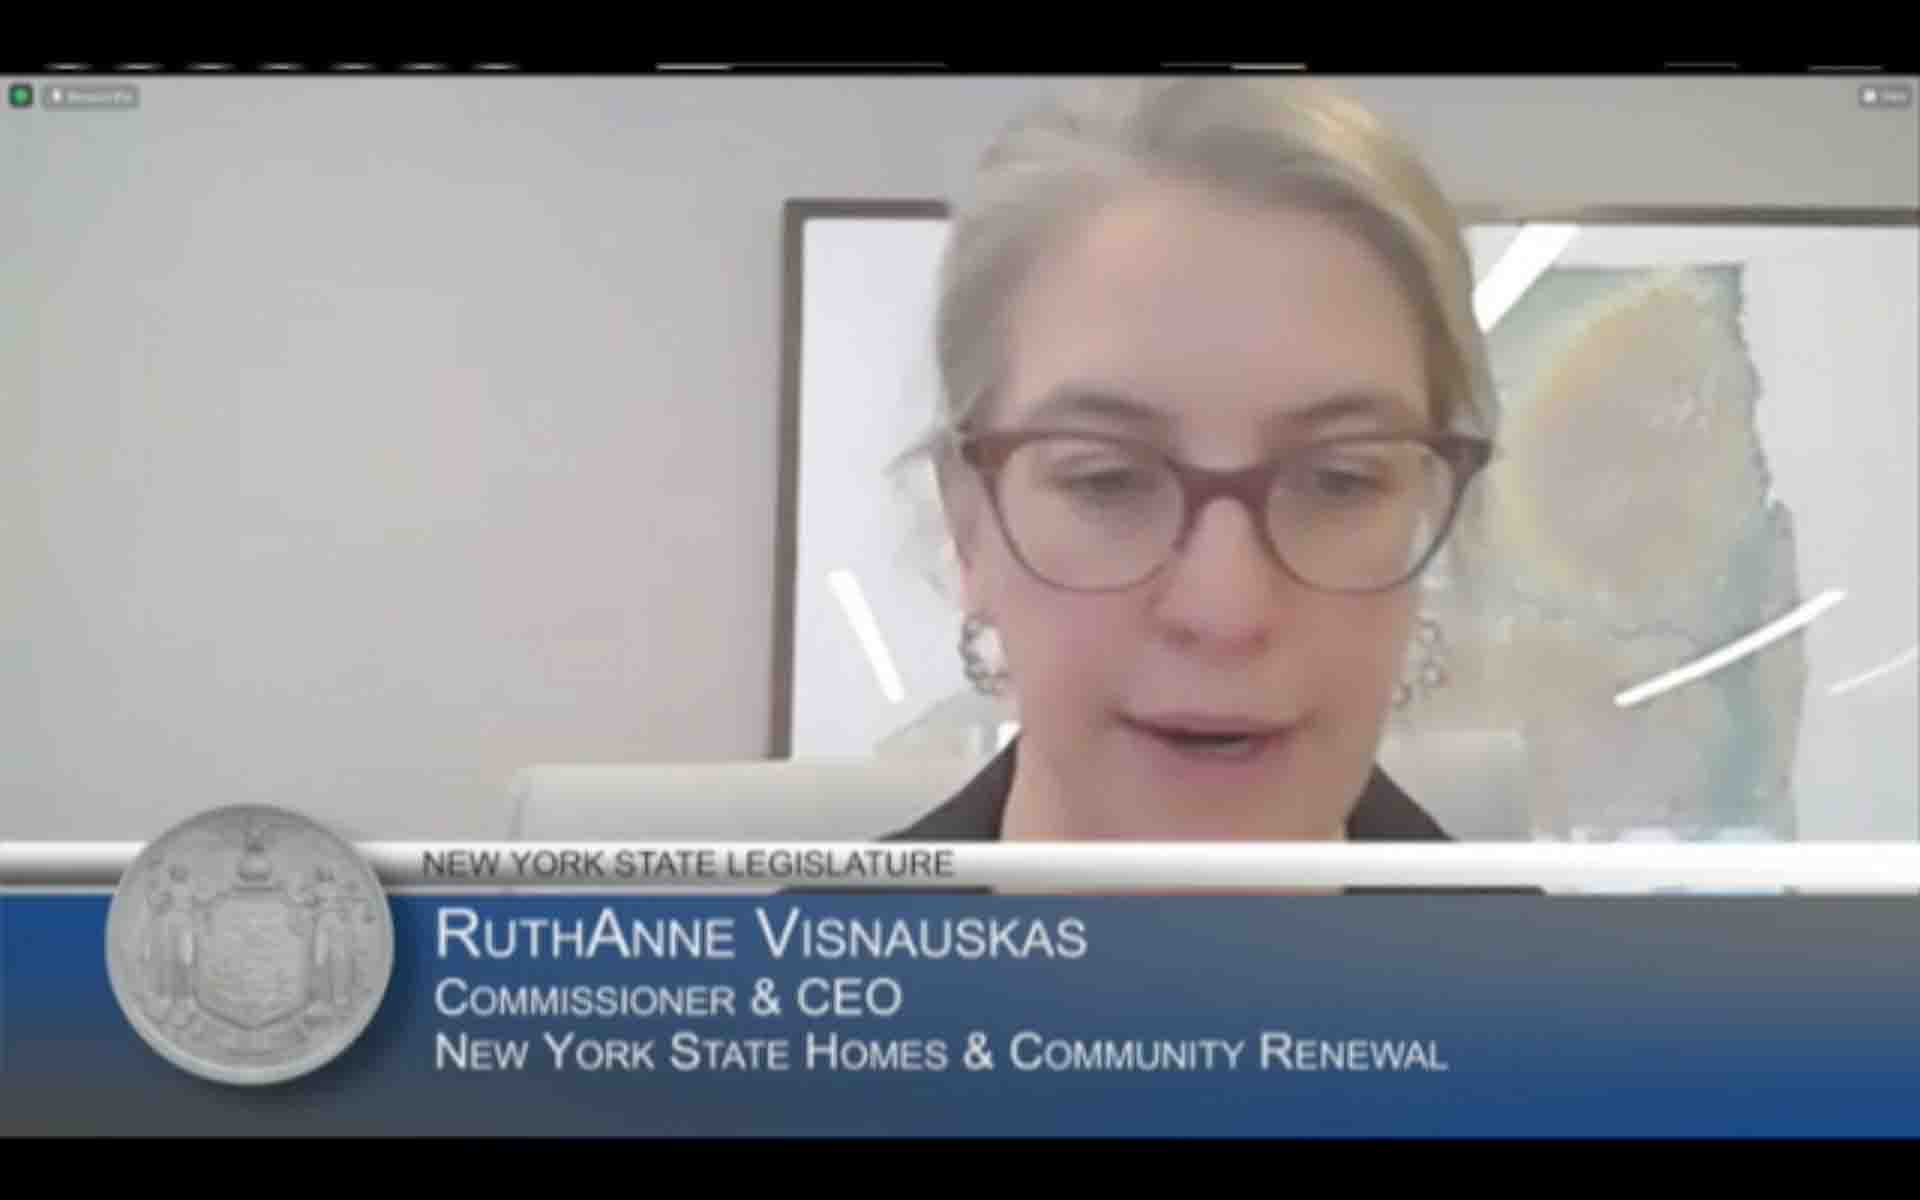 NEW YORK STATE LEGISLATURE
RUTHANNE VISNAUSKAS
COMMISSIONER & CEO
NEW YORK STATE HOMES & COMMUNITY RENEWAL